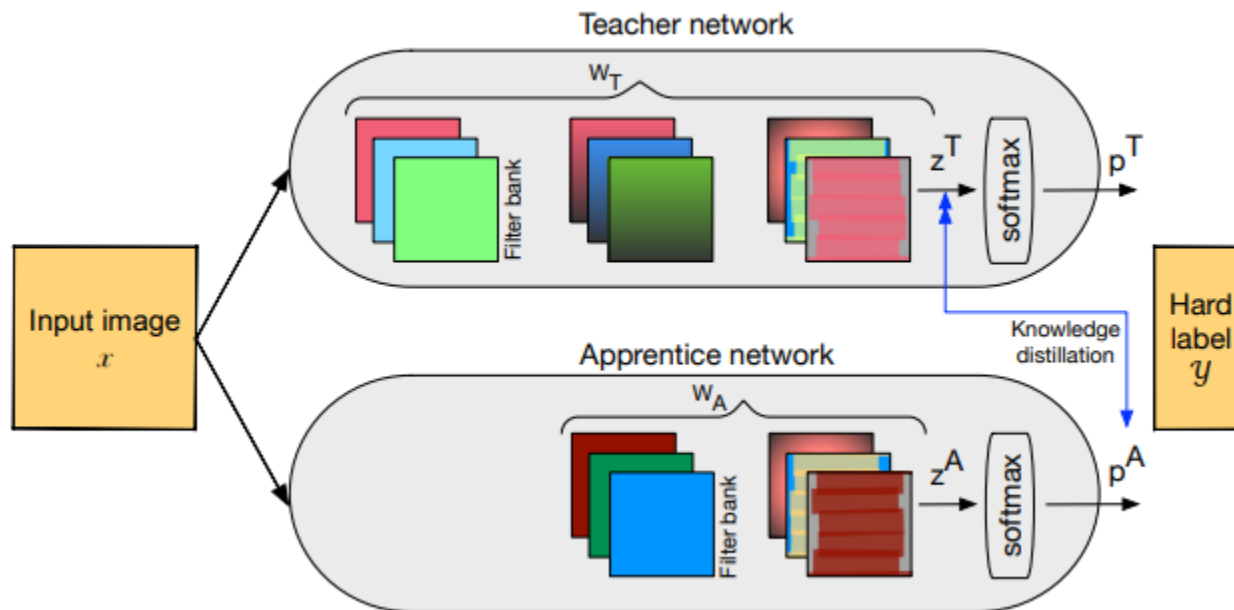 Teacher network
W_T
Filter bank
z^T
softmax
p^T
Input image
x
Knowledge
distillation
Hard
label
y
Apprentice network
W_A
Filter bank
z^A
softmax
p^A